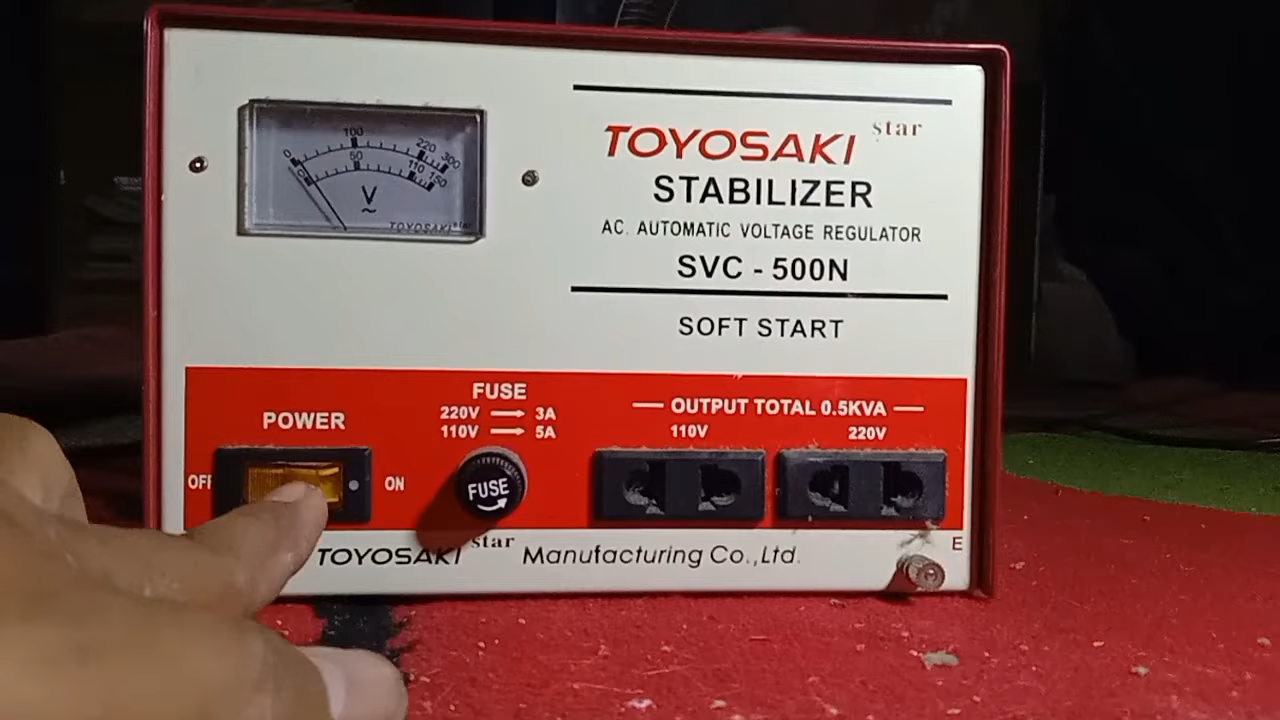 100
0 220 300
50
0 110 150
V
~
TOYOSAKI star
TOYOSAKI star
STABILIZER
AC. AUTOMATIC VOLTAGE REGULATOR
SVC - 500N
SOFT START
POWER
OFF
ON
FUSE
220V → 3A
110V → 5A
FUSE
OUTPUT TOTAL 0.5KVA
110V 220V
E
TOYOSAKI star Manufacturing Co.,Ltd.